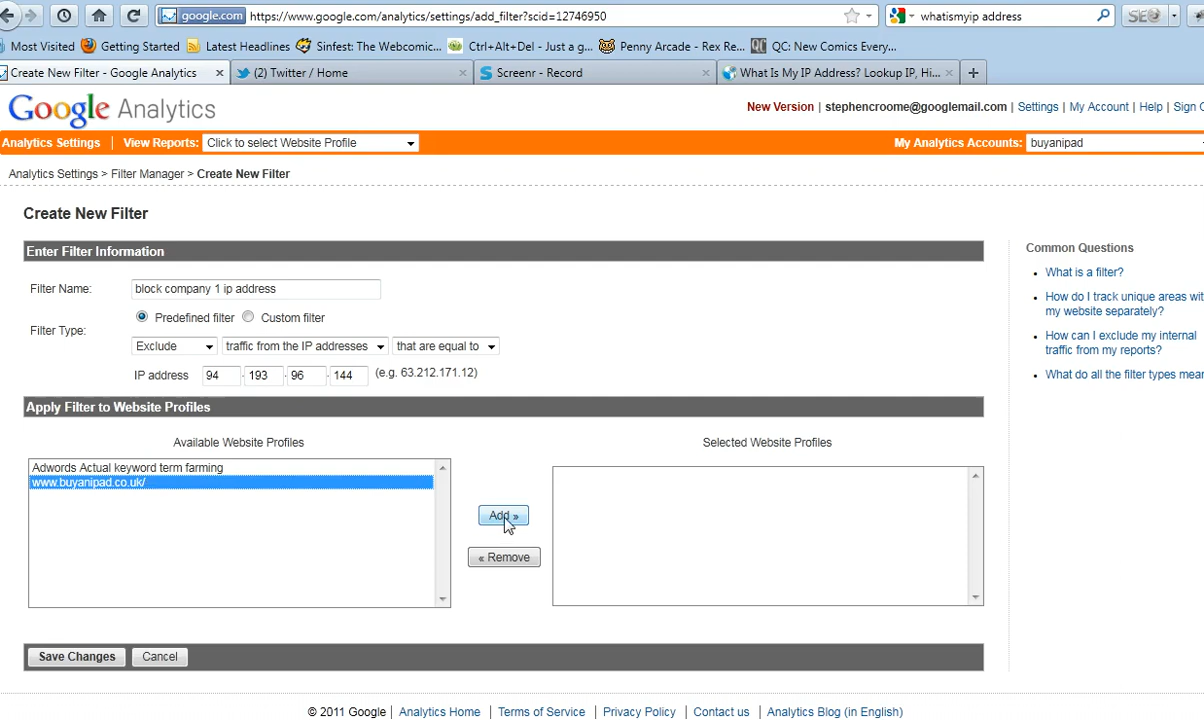 google.com https://www.google.com/analytics/settings/add_filter?scid=12746950 whatismyip address SEO
Most Visited Getting Started Latest Headlines Sinfest: The Webcomic... Ctrl+Alt+Del - Just a g... Penny Arcade - Rex Re... QC: New Comics Every...
Create New Filter - Google Analytics × (2) Twitter / Home × Screenr - Record × What Is My IP Address? Lookup IP, Hi... × +
Google Analytics
New Version | stephencroome@googlemail.com | Settings | My Account | Help | Sign
Analytics Settings | View Reports: Click to select Website Profile My Analytics Accounts: buyanipad
Analytics Settings > Filter Manager > Create New Filter
Create New Filter
Enter Filter Information
Filter Name: block company 1 ip address
Filter Type: Predefined filter Custom filter
Exclude traffic from the IP addresses that are equal to
IP address 94 . 193 . 96 . 144 (e.g. 63.212.171.12)
Apply Filter to Website Profiles
Available Website Profiles Selected Website Profiles
Adwords Actual keyword term farming
www.buyanipad.co.uk/
Add »
« Remove
Save Changes Cancel
Common Questions
What is a filter?
How do I track unique areas wit
my website separately?
How can I exclude my internal
traffic from my reports?
What do all the filter types mean
© 2011 Google | Analytics Home | Terms of Service | Privacy Policy | Contact us | Analytics Blog (in English)